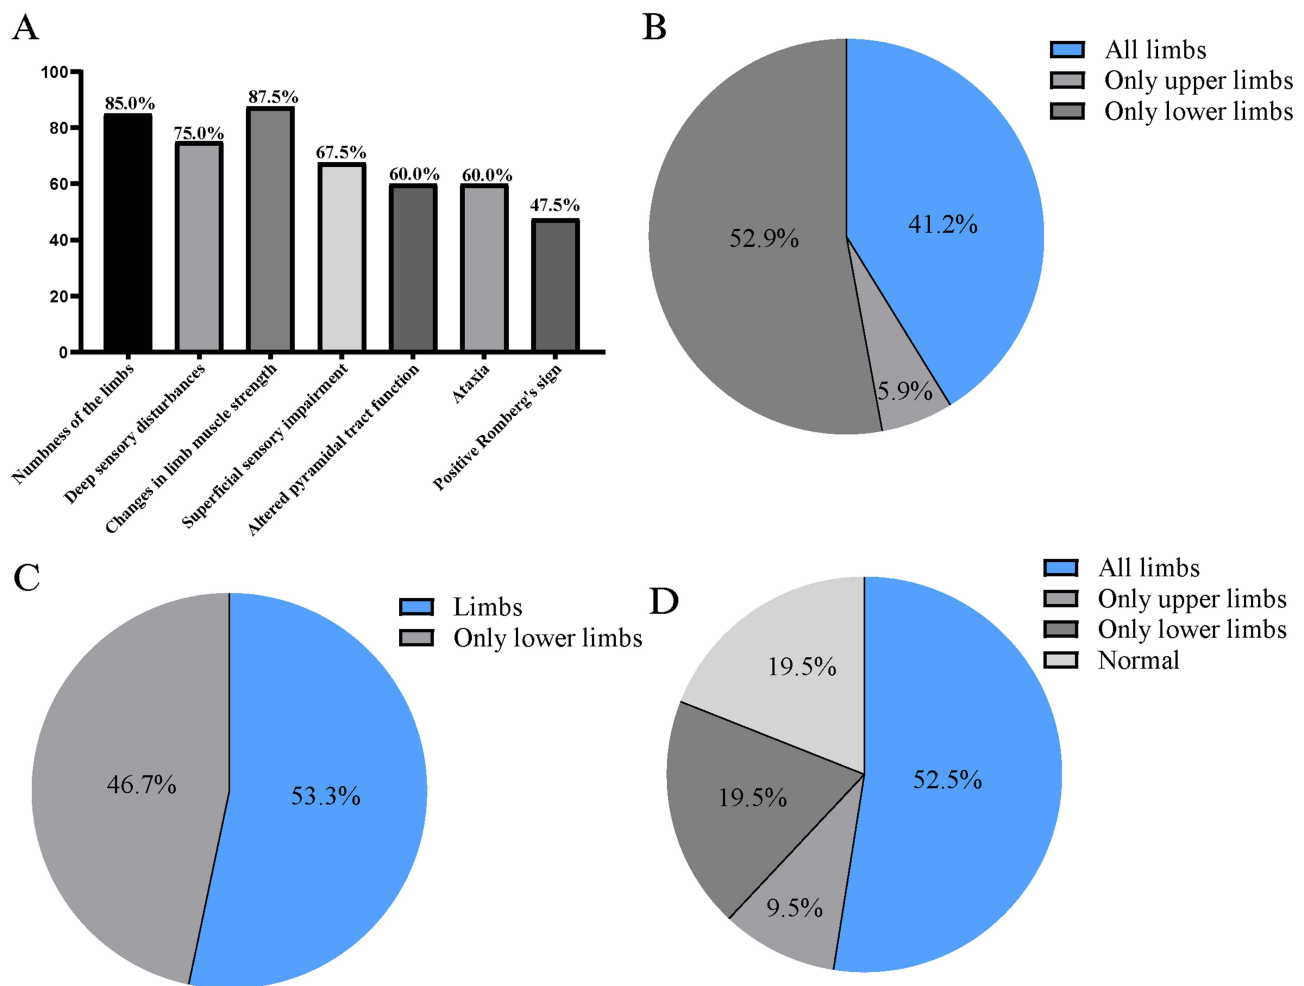 A
100
80
60
40
20
0
85.0%
75.0%
87.5%
67.5%
60.0%
60.0%
47.5%
Numbness of the limbs
Deep sensory disturbances
Changes in limb muscle strength
Superficial sensory impairment
Altered pyramidal tract function
Ataxia
Positive Romberg's sign
B
All limbs
Only upper limbs
Only lower limbs
52.9%
41.2%
5.9%
C
Limbs
Only lower limbs
46.7%
53.3%
D
All limbs
Only upper limbs
Only lower limbs
Normal
19.5%
52.5%
19.5%
9.5%